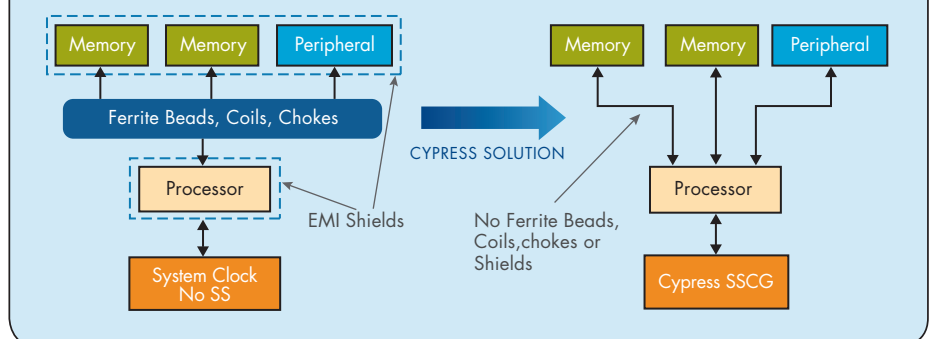 Memory
Memory
Peripheral
Ferrite Beads, Coils, Chokes
Processor
EMI Shields
System Clock
No SS
CYPRESS SOLUTION
Memory
Memory
Peripheral
Processor
No Ferrite Beads,
Coils,chokes or
Shields
Cypress SSCG